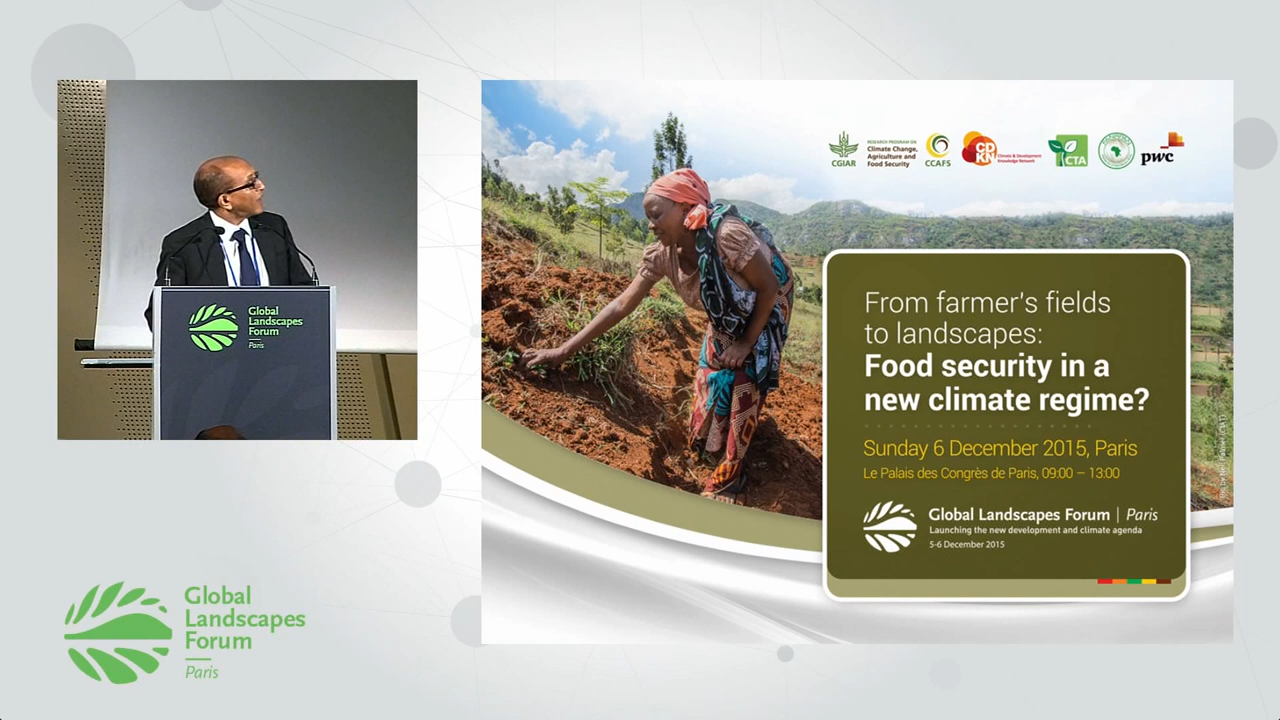 Global
Landscapes
Forum
Paris
CGIAR
RESEARCH PROGRAM ON
Climate Change,
Agriculture and
Food Security
CCAFS
CD
KN
Climate & Development
Knowledge Network
CTA
pwc
From farmer's fields
to landscapes:
Food security in a
new climate regime?
Sunday 6 December 2015, Paris
Le Palais des Congrès de Paris, 09:00 – 13:00
Global Landscapes Forum | Paris
Launching the new development and climate agenda
5-6 December 2015
Global
Landscapes
Forum
Paris